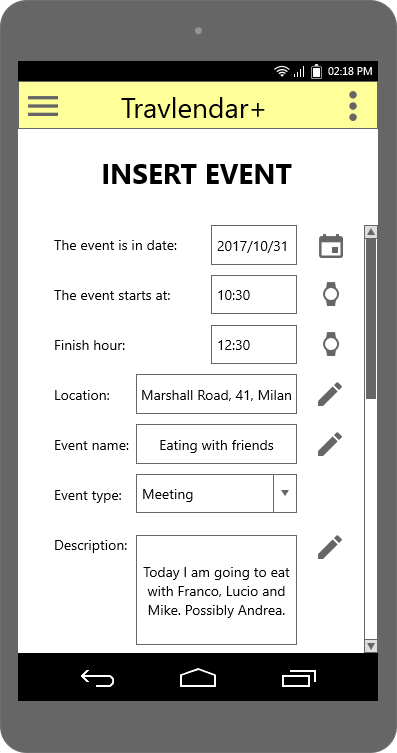 02:18 PM
Travlendar+
INSERT EVENT
The event is in date: 2017/10/31
The event starts at: 10:30
Finish hour: 12:30
Location: Marshall Road, 41, Milan
Event name: Eating with friends
Event type: Meeting
Description:
Today I am going to eat
with Franco, Lucio and
Mike. Possibly Andrea.